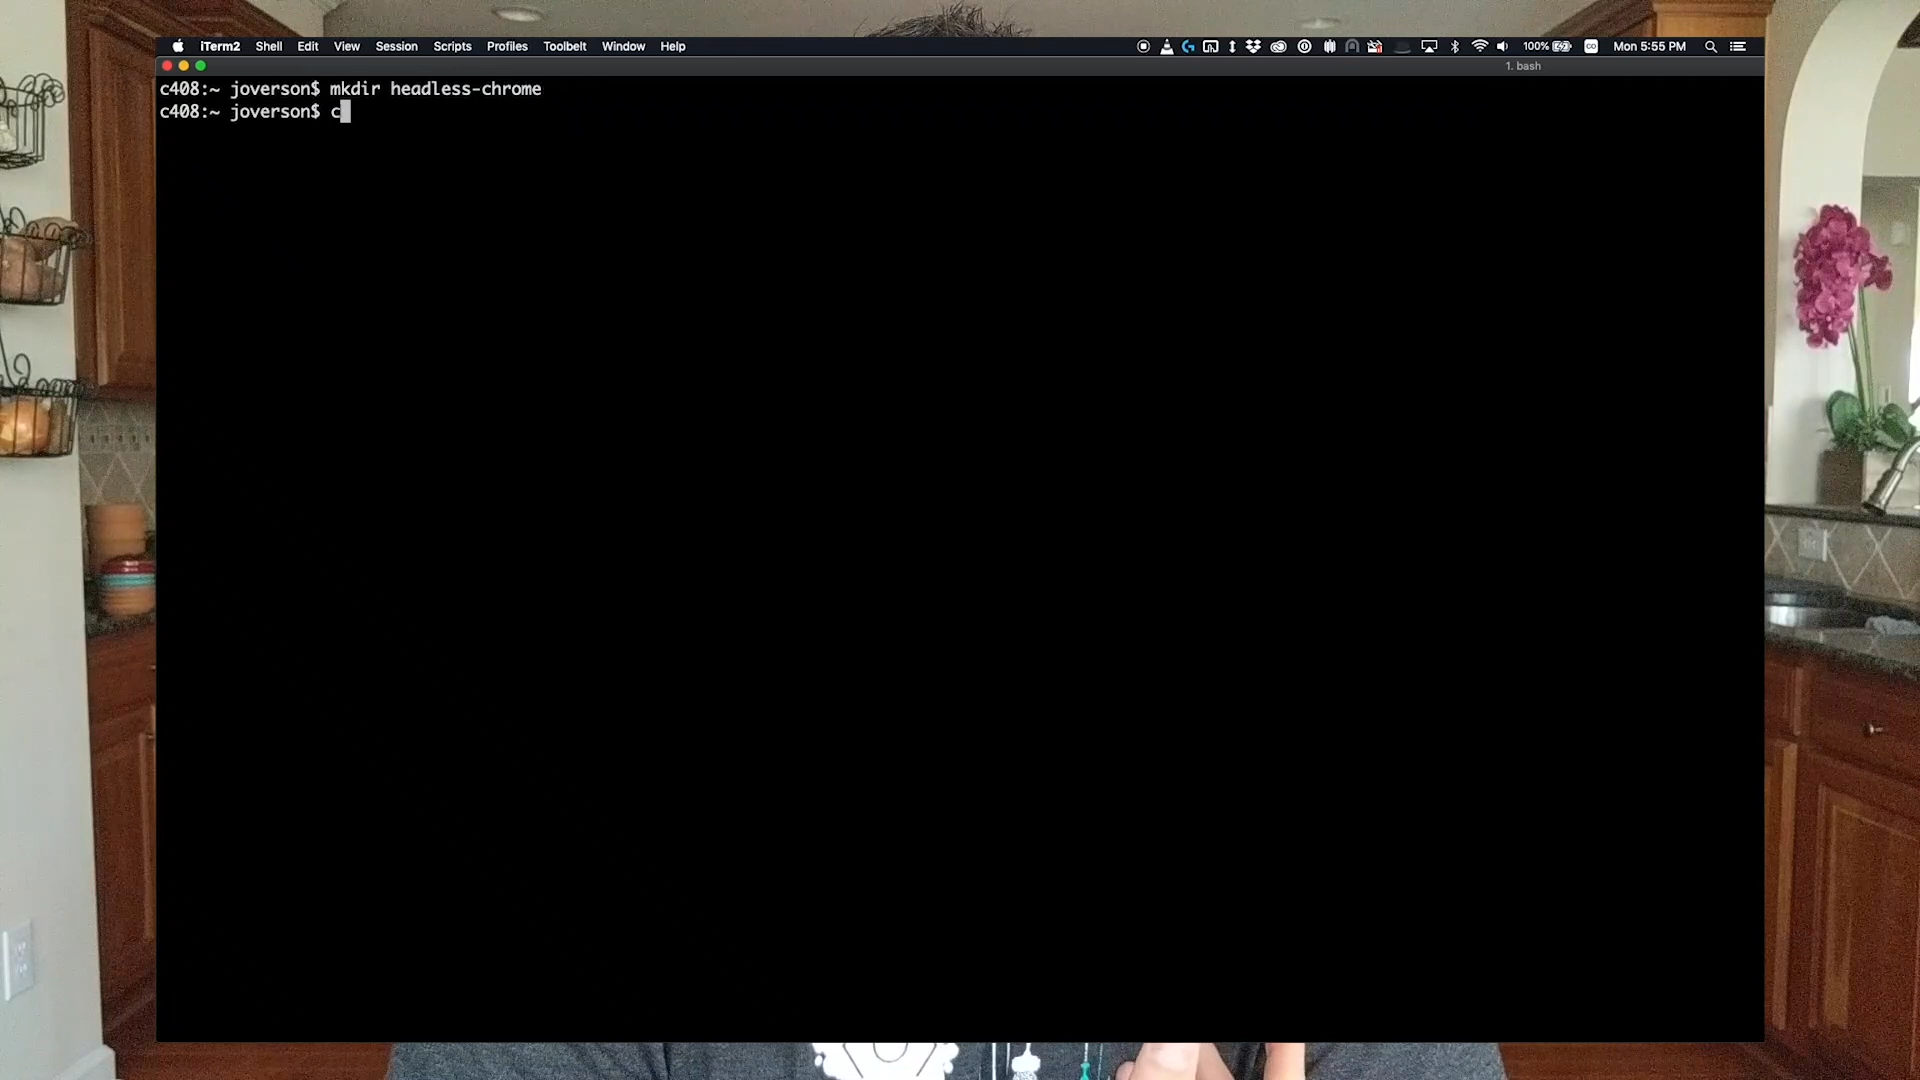 iTerm2 Shell Edit View Session Scripts Profiles Toolbelt Window Help 100% Mon 5:55 PM
1. bash
c408:~ joverson$ mkdir headless-chrome
c408:~ joverson$ c